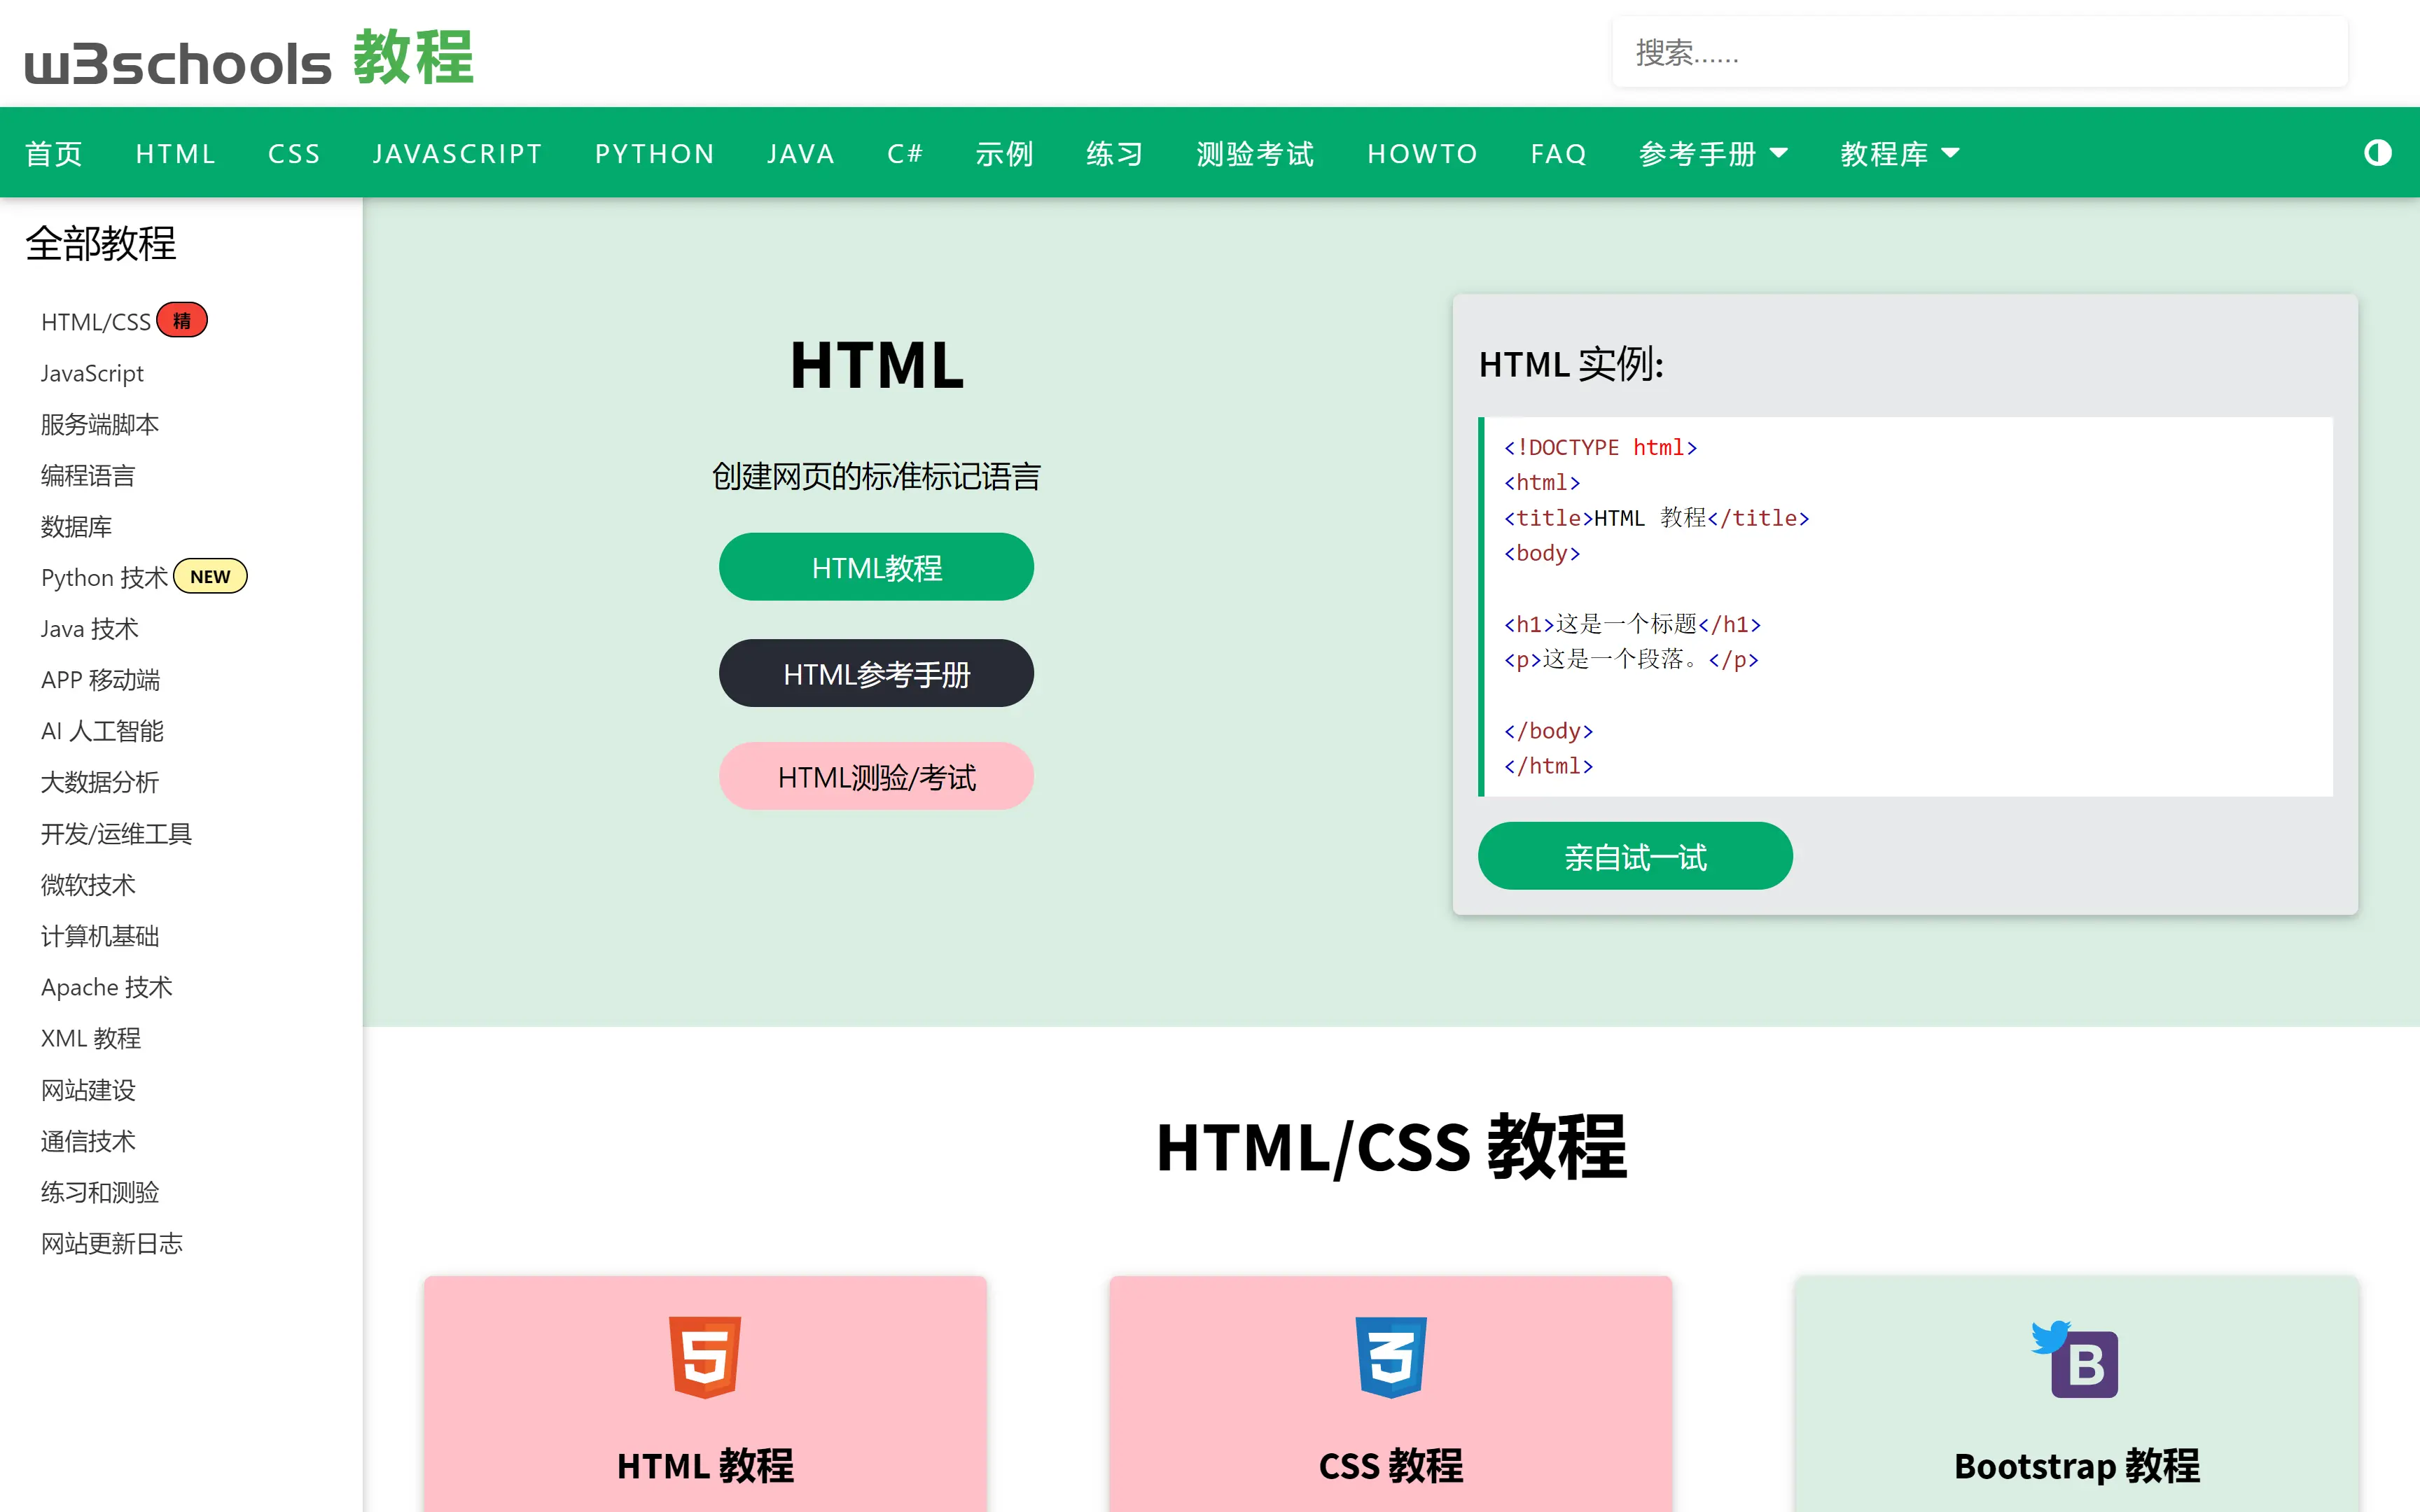 w3schools 教程
搜索......
首页 HTML CSS JAVASCRIPT PYTHON JAVA C# 示例 练习 测验考试 HOWTO FAQ 参考手册 教程库
全部教程
HTML/CSS 精
JavaScript
服务端脚本
编程语言
数据库
Python 技术 NEW
Java 技术
APP 移动端
AI 人工智能
大数据分析
开发/运维工具
微软技术
计算机基础
Apache 技术
XML 教程
网站建设
通信技术
练习和测验
网站更新日志
HTML
创建网页的标准标记语言
HTML教程
HTML参考手册
HTML测验/考试
HTML 实例:
<!DOCTYPE html>
<html>
<title>HTML 教程</title>
<body>
<h1>这是一个标题</h1>
<p>这是一个段落。</p>
</body>
</html>
亲自试一试
HTML/CSS 教程
5
3
B
HTML 教程
CSS 教程
Bootstrap 教程